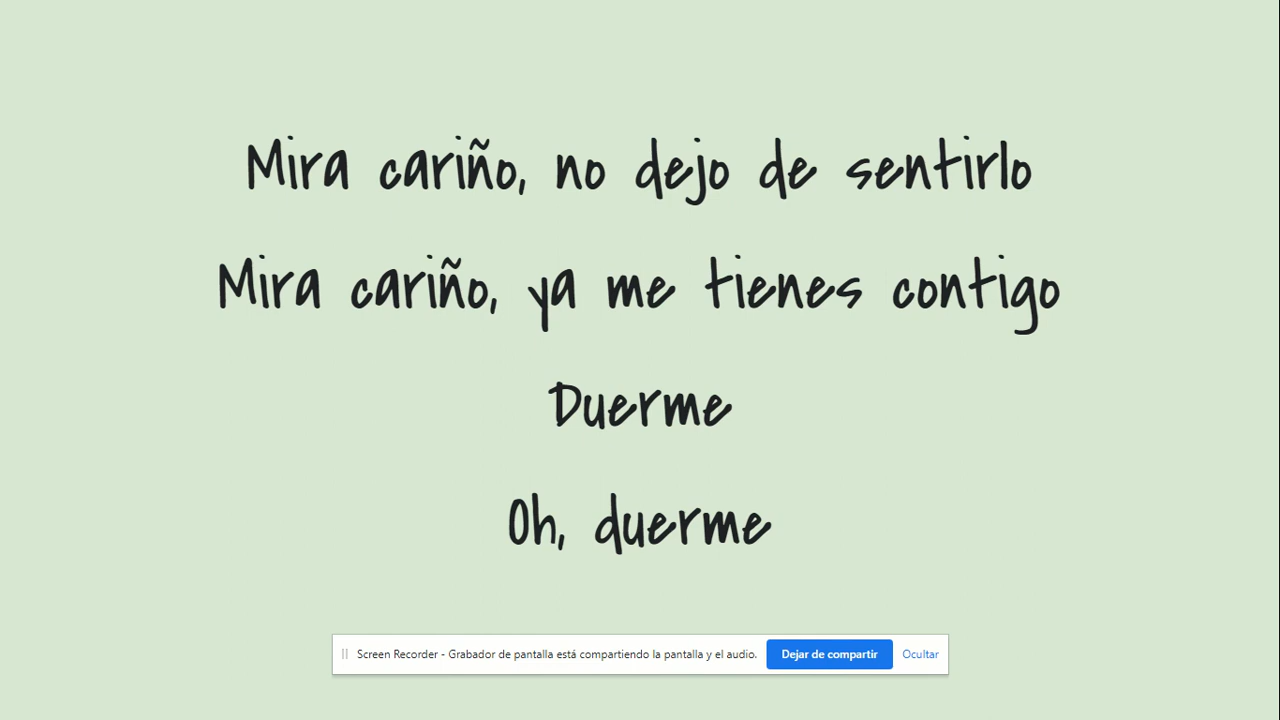 Mira cariño, no dejo de sentirlo
Mira cariño, ya me tienes contigo
Duerme
Oh, duerme
Screen Recorder - Grabador de pantalla está compartiendo la pantalla y el audio. Dejar de compartir Ocultar